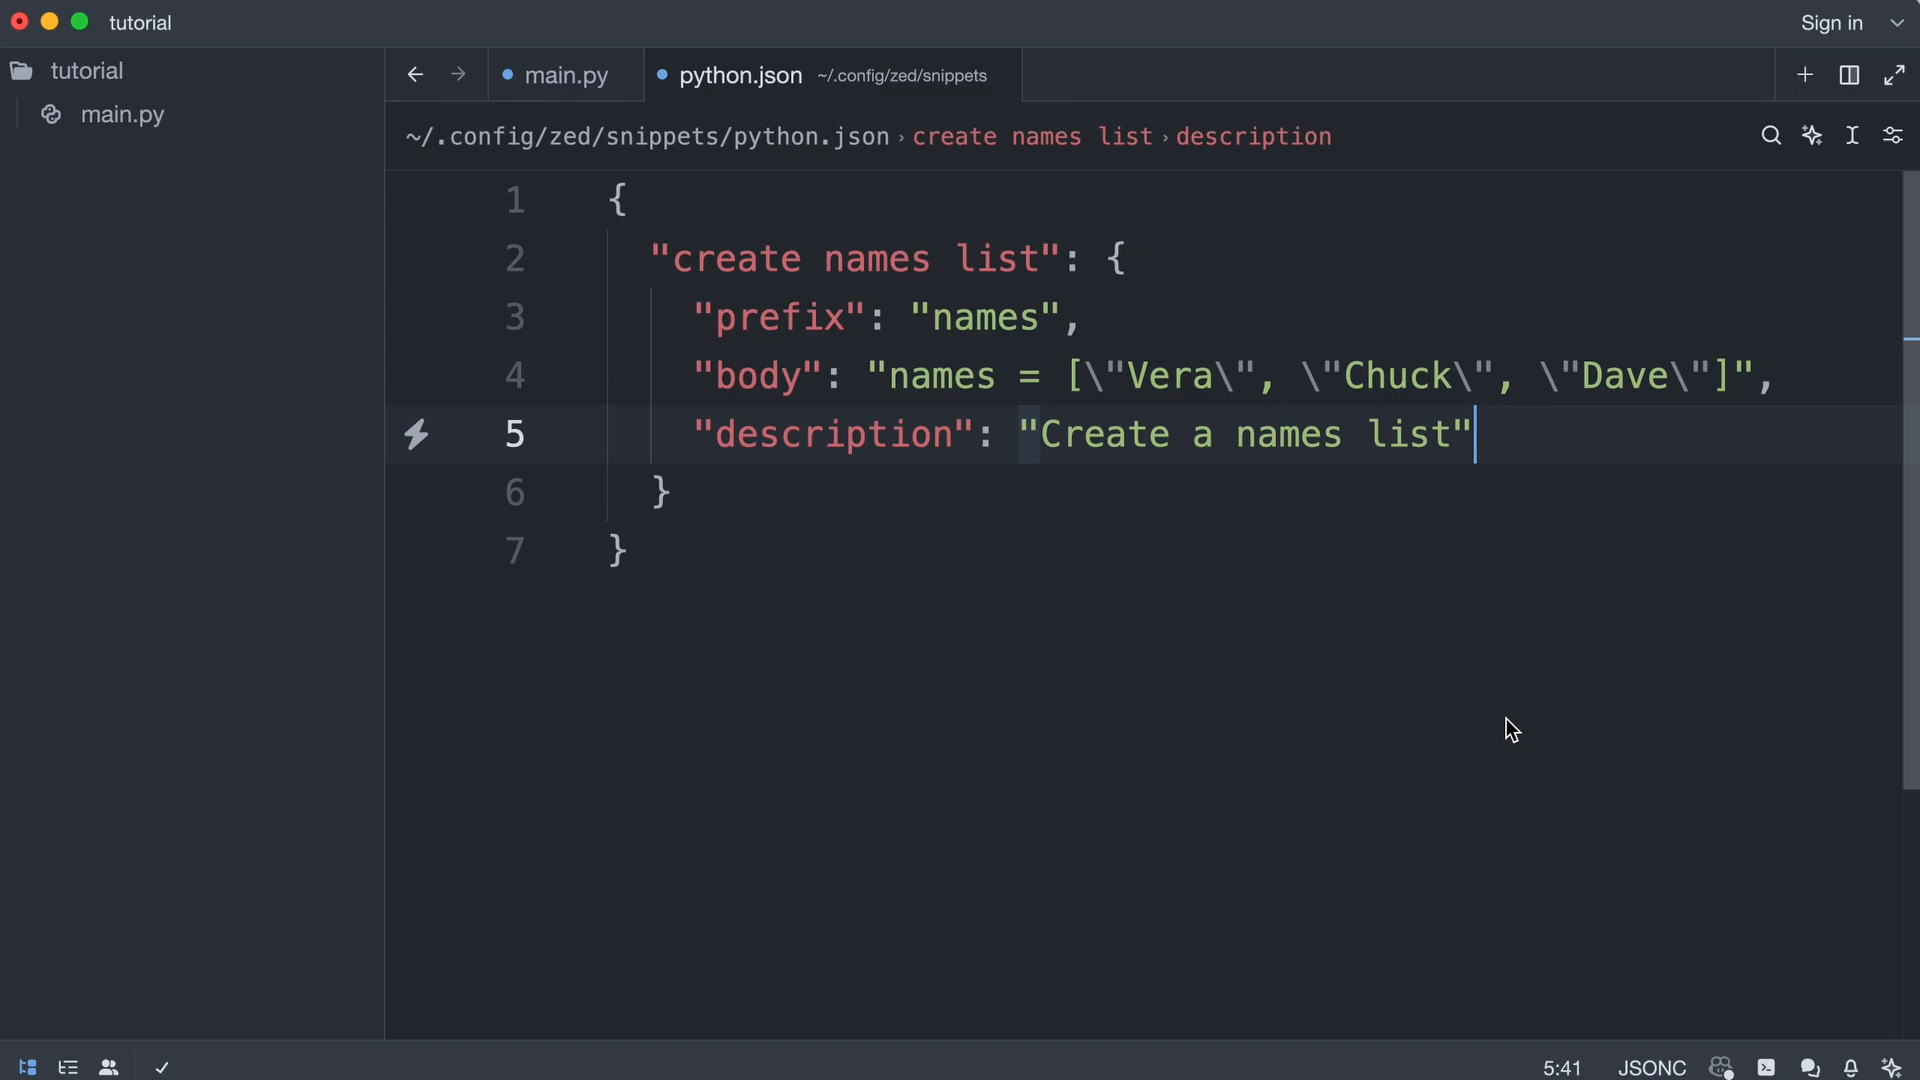 tutorial
Sign in
tutorial
main.py
main.py
python.json ~/.config/zed/snippets
~/.config/zed/snippets/python.json › create names list › description
1 {
2 "create names list": {
3 "prefix": "names",
4 "body": "names = [\"Vera\", \"Chuck\", \"Dave\"]",
5 "description": "Create a names list"
6 }
7 }
5:41 JSONC